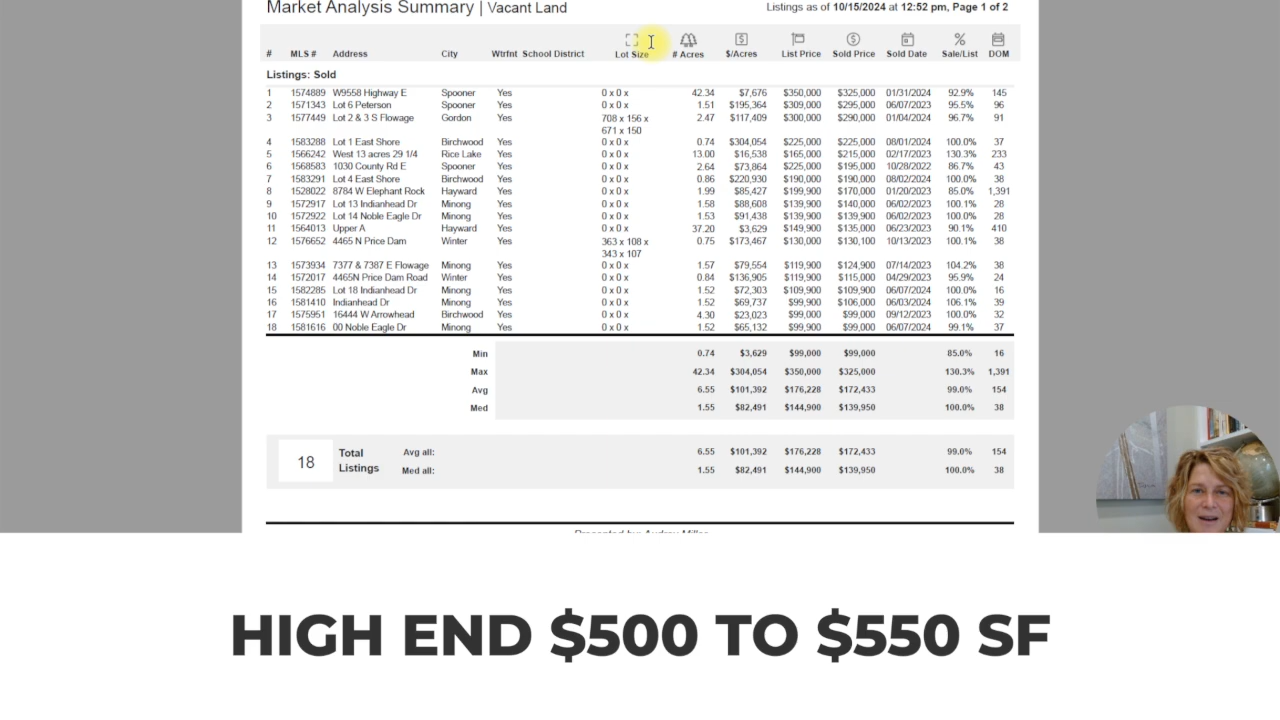 Market Analysis Summary | Vacant Land
Listings as of 10/15/2024 at 12:52 pm, Page 1 of 2
# MLS # Address City Wtrfnt School District Lot Size # Acres $/Acres List Price Sold Price Sold Date Sale/List DOM
Listings: Sold
1 1574889 W9558 Highway E Spooner Yes 0 x 0 x 42.34 $7,676 $350,000 $325,000 01/31/2024 92.9% 145
2 1571343 Lot 6 Peterson Spooner Yes 0 x 0 x 1.51 $195,364 $309,000 $295,000 06/07/2023 95.5% 96
3 1577449 Lot 2 & 3 S Flowage Gordon Yes 708 x 156 x 2.47 $117,409 $300,000 $290,000 01/04/2024 96.7% 91
671 x 150
4 1583288 Lot 1 East Shore Birchwood Yes 0 x 0 x 0.74 $304,054 $225,000 $225,000 08/01/2024 100.0% 37
5 1566242 West 13 acres 29 1/4 Rice Lake Yes 0 x 0 x 13.00 $16,538 $165,000 $215,000 02/17/2023 130.3% 233
6 1568583 1030 County Rd E Spooner Yes 0 x 0 x 2.64 $73,864 $225,000 $195,000 10/28/2022 86.7% 43
7 1583291 Lot 4 East Shore Birchwood Yes 0 x 0 x 0.86 $220,930 $190,000 $190,000 08/02/2024 100.0% 38
8 1528022 8784 W Elephant Rock Hayward Yes 0 x 0 x 1.99 $85,427 $199,900 $170,000 01/20/2023 85.0% 1,391
9 1572917 Lot 13 Indianhead Dr Minong Yes 0 x 0 x 1.58 $88,608 $139,900 $140,000 06/02/2023 100.1% 28
10 1572922 Lot 14 Noble Eagle Dr Minong Yes 0 x 0 x 1.53 $91,438 $139,900 $139,900 06/02/2023 100.0% 28
11 1564013 Upper A Hayward Yes 0 x 0 x 37.20 $3,629 $149,900 $135,000 06/23/2023 90.1% 410
12 1576652 4465 N Price Dam Winter Yes 363 x 108 x 0.75 $173,467 $130,000 $130,100 10/13/2023 100.1% 38
343 x 107
13 1573934 7377 & 7387 E Flowage Minong Yes 0 x 0 x 1.57 $79,554 $119,900 $124,900 07/14/2023 104.2% 38
14 1572017 4465N Price Dam Road Winter Yes 0 x 0 x 0.84 $136,905 $119,900 $115,000 04/29/2023 95.9% 24
15 1582285 Lot 18 Indianhead Dr Minong Yes 0 x 0 x 1.52 $72,303 $109,900 $109,900 06/07/2024 100.0% 16
16 1581410 Indianhead Dr Minong Yes 0 x 0 x 1.52 $69,737 $99,900 $106,000 06/03/2024 106.1% 39
17 1575951 16444 W Arrowhead Birchwood Yes 0 x 0 x 4.30 $23,023 $99,000 $99,000 09/12/2023 100.0% 32
18 1581616 00 Noble Eagle Dr Minong Yes 0 x 0 x 1.52 $65,132 $99,900 $99,000 06/07/2024 99.1% 37
Min 0.74 $3,629 $99,000 $99,000 85.0% 16
Max 42.34 $304,054 $350,000 $325,000 130.3% 1,391
Avg 6.55 $101,392 $176,228 $172,433 99.0% 154
Med 1.55 $82,491 $144,900 $139,950 100.0% 38
18 Total Listings Avg all: 6.55 $101,392 $176,228 $172,433 99.0% 154
Med all: 1.55 $82,491 $144,900 $139,950 100.0% 38
Presented by: Audrey Miller
HIGH END $500 TO $550 SF